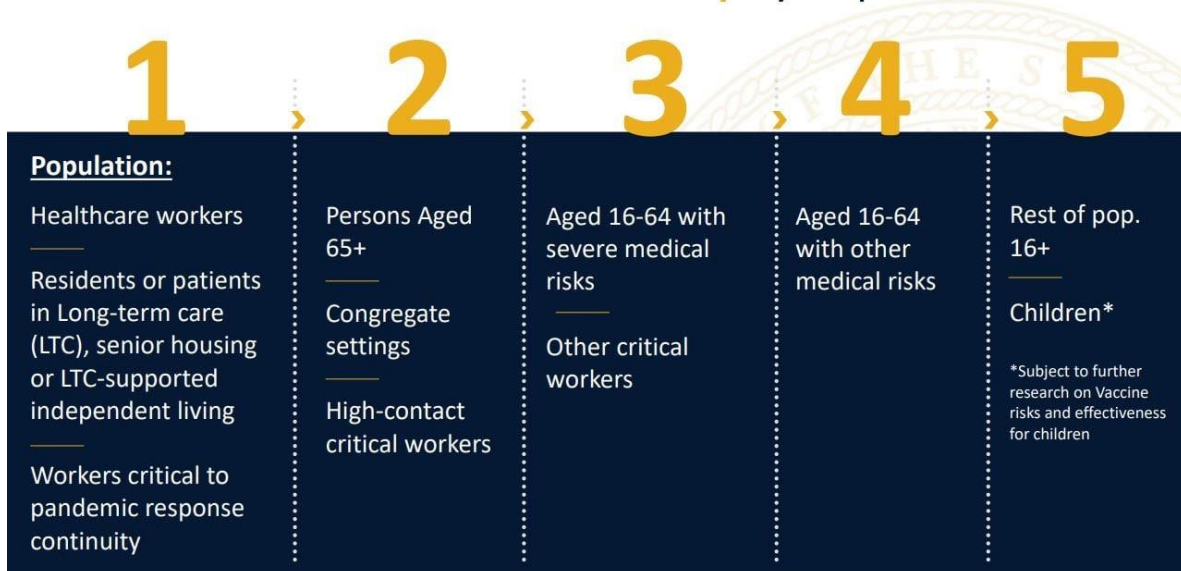 1
2
3
4
5
Population:
Healthcare workers
Residents or patients
in Long-term care
(LTC), senior housing
or LTC-supported
independent living
Workers critical to
pandemic response
continuity
Persons Aged
65+
Congregate
settings
High-contact
critical workers
Aged 16-64 with
severe medical
risks
Other critical
workers
Aged 16-64
with other
medical risks
Rest of pop.
16+
Children*
*Subject to further
research on Vaccine
risks and effectiveness
for children